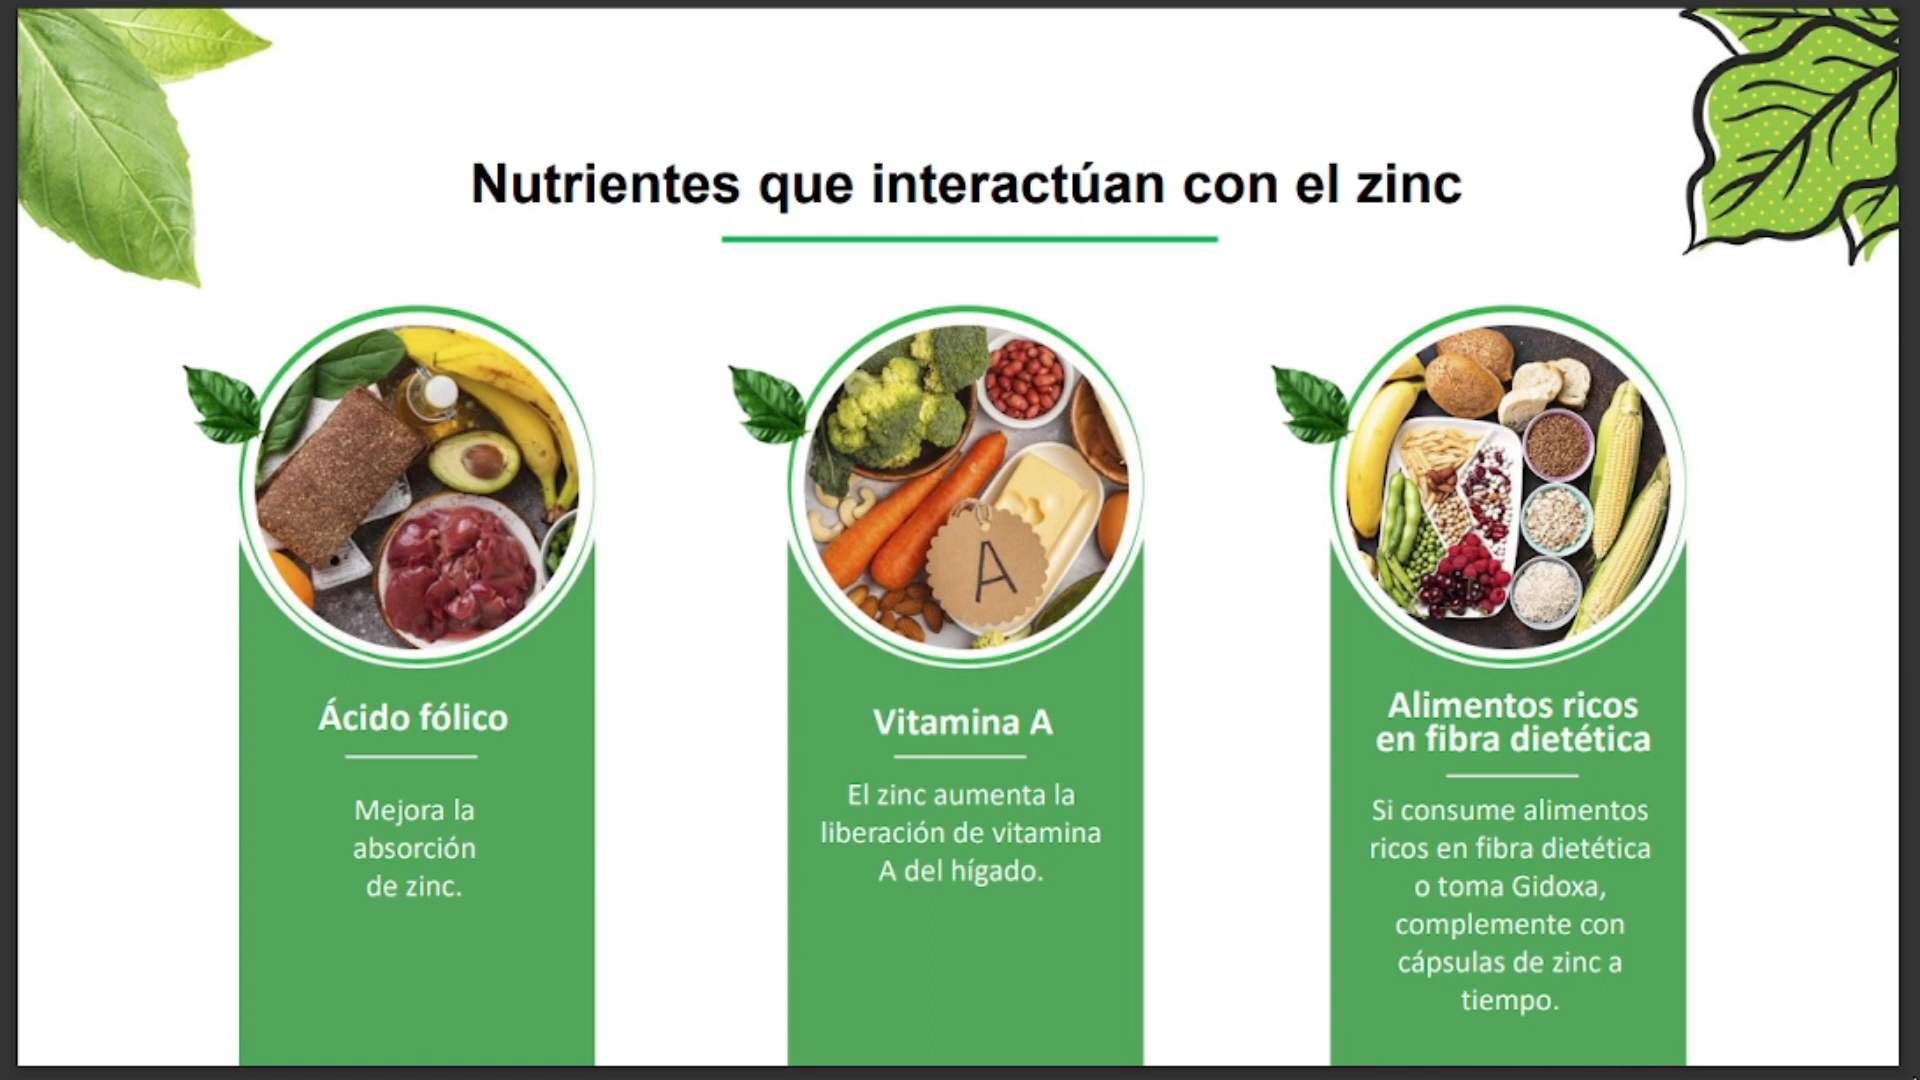 Nutrientes que interactúan con el zinc
A
Ácido fólico
Mejora la
absorción
de zinc.
Vitamina A
El zinc aumenta la
liberación de vitamina
A del hígado.
Alimentos ricos
en fibra dietética
Si consume alimentos
ricos en fibra dietética
o toma Gidoxa,
complemente con
cápsulas de zinc a
tiempo.